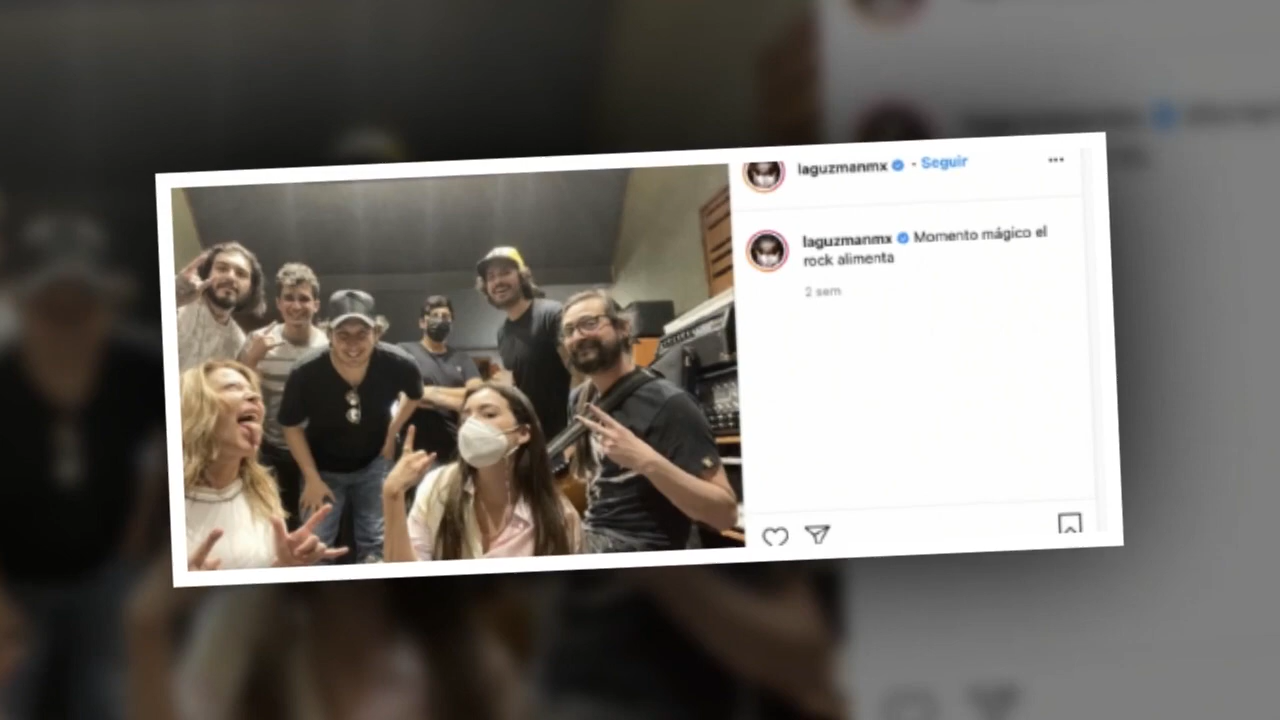 laguzmanmx · Seguir
laguzmanmx Momento mágico el
rock alimenta
2 sem